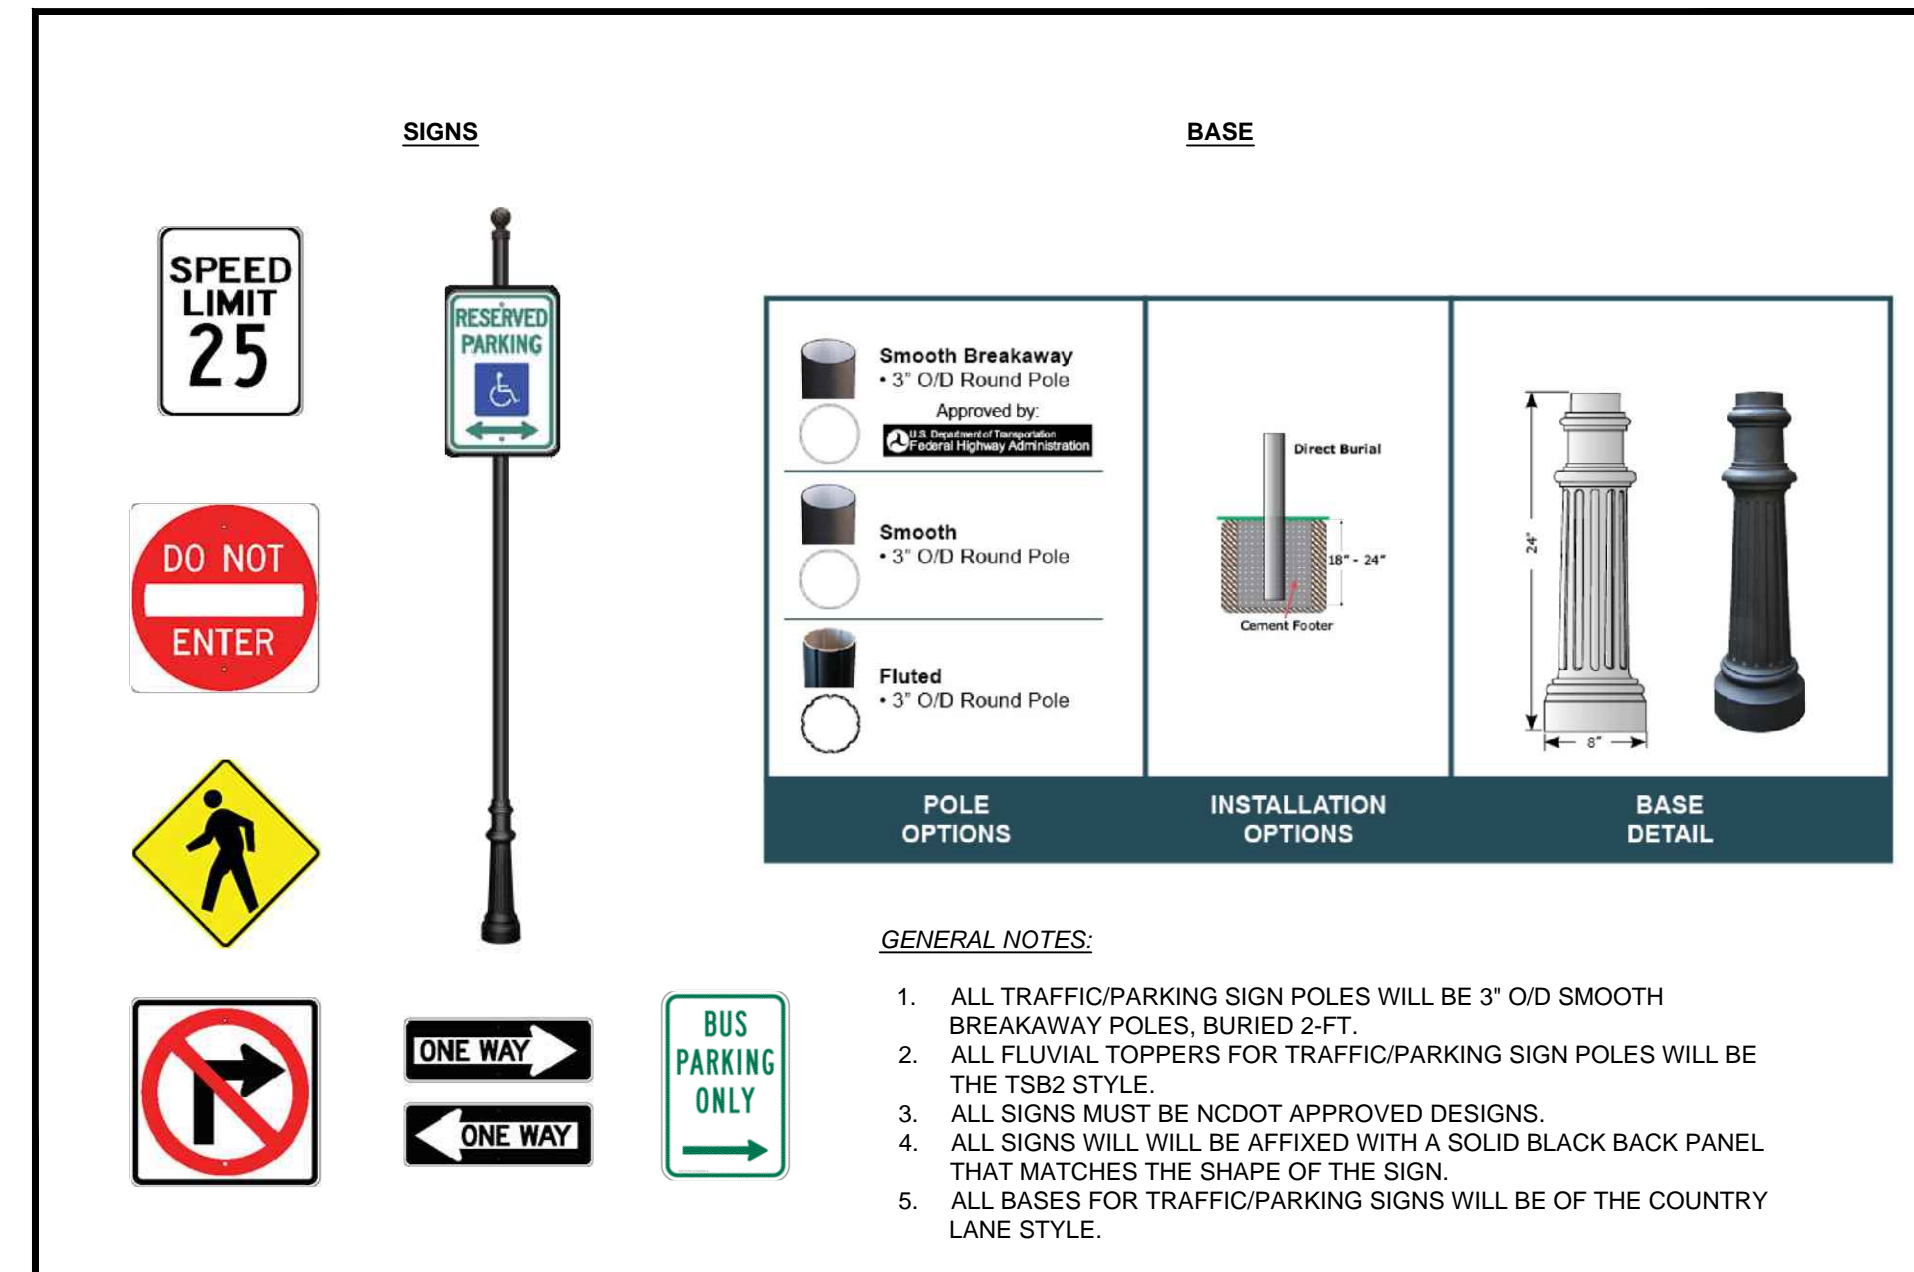 SIGNS
BASE
SPEED
LIMIT
25
RESERVED
PARKING
DO NOT
ENTER
ONE WAY
ONE WAY
BUS
PARKING
ONLY
Smooth Breakaway
• 3" O/D Round Pole
Approved by:
U.S. Department of Transportation
Federal Highway Administration
Smooth
• 3" O/D Round Pole
Fluted
• 3" O/D Round Pole
POLE
OPTIONS
Direct Burial
18" - 24"
Cement Footer
INSTALLATION
OPTIONS
24"
8"
BASE
DETAIL
GENERAL NOTES:
1. ALL TRAFFIC/PARKING SIGN POLES WILL BE 3" O/D SMOOTH
BREAKAWAY POLES, BURIED 2-FT.
2. ALL FLUVIAL TOPPERS FOR TRAFFIC/PARKING SIGN POLES WILL BE
THE TSB2 STYLE.
3. ALL SIGNS MUST BE NCDOT APPROVED DESIGNS.
4. ALL SIGNS WILL WILL BE AFFIXED WITH A SOLID BLACK BACK PANEL
THAT MATCHES THE SHAPE OF THE SIGN.
5. ALL BASES FOR TRAFFIC/PARKING SIGNS WILL BE OF THE COUNTRY
LANE STYLE.